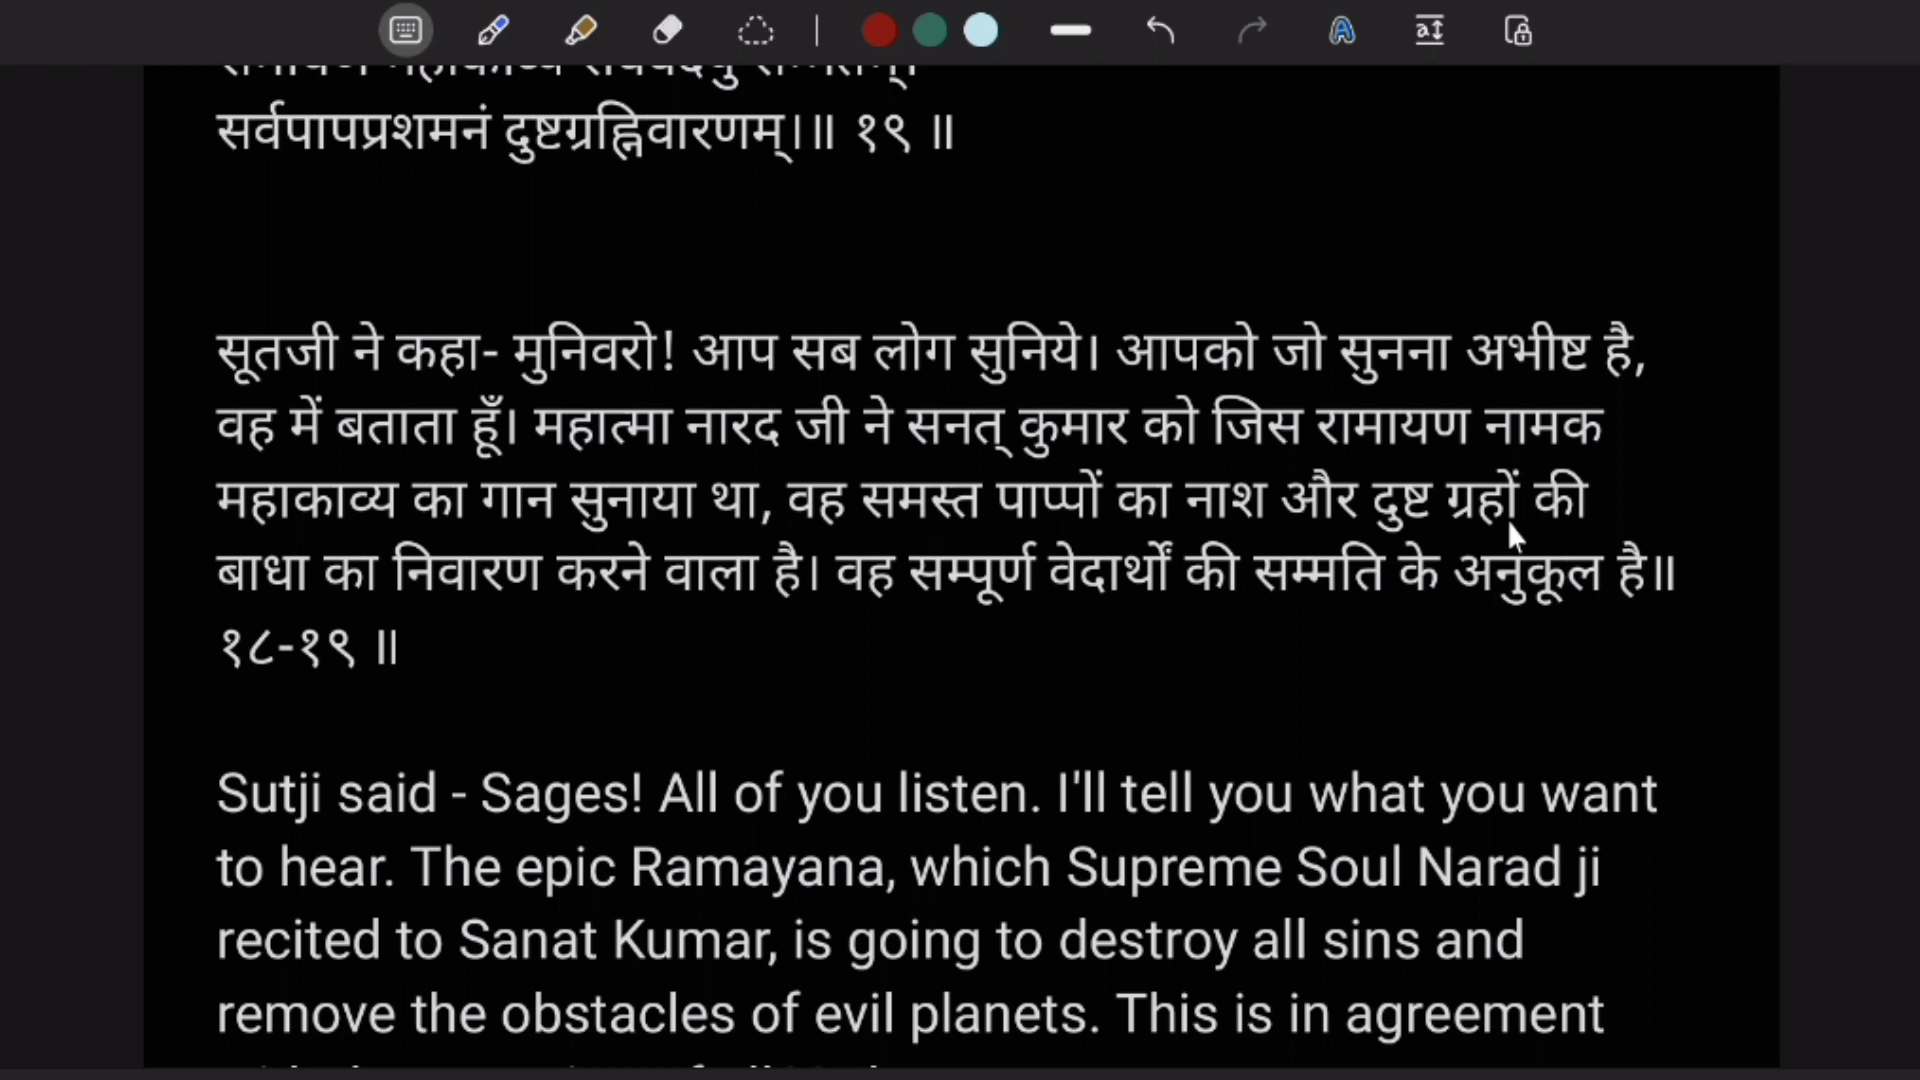 सर्वपापप्रशमनं दुष्टग्रह्निवारणम्।॥ १९ ॥
सूतजी ने कहा- मुनिवरो! आप सब लोग सुनिये। आपको जो सुनना अभीष्ट है,
वह में बताता हूँ। महात्मा नारद जी ने सनत् कुमार को जिस रामायण नामक
महाकाव्य का गान सुनाया था, वह समस्त पाप्पों का नाश और दुष्ट ग्रहों की
बाधा का निवारण करने वाला है। वह सम्पूर्ण वेदार्थों की सम्मति के अनुकूल है॥
१८-१९ ॥
Sutji said - Sages! All of you listen. I'll tell you what you want
to hear. The epic Ramayana, which Supreme Soul Narad ji
recited to Sanat Kumar, is going to destroy all sins and
remove the obstacles of evil planets. This is in agreement